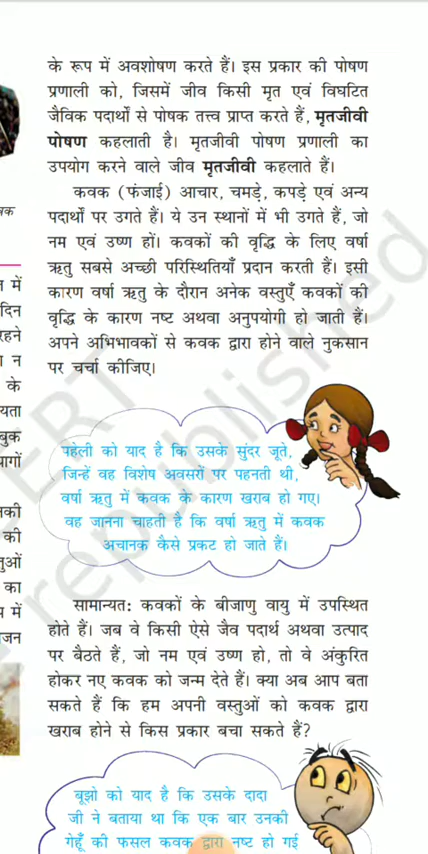 के रूप में अवशोषण करते हैं। इस प्रकार की पोषण
प्रणाली को, जिसमें जीव किसी मृत एवं विघटित
जैविक पदार्थों से पोषक तत्त्व प्राप्त करते हैं, मृतजीवी
पोषण कहलाती है। मृतजीवी पोषण प्रणाली का
उपयोग करने वाले जीव मृतजीवी कहलाते हैं।
कवक (फंजाई) आचार, चमड़े, कपड़े एवं अन्य
पदार्थों पर उगते हैं। ये उन स्थानों में भी उगते हैं, जो
नम एवं उष्ण हों। कवकों की वृद्धि के लिए वर्षा
ऋतु सबसे अच्छी परिस्थितियाँ प्रदान करती हैं। इसी
कारण वर्षा ऋतु के दौरान अनेक वस्तुएँ कवकों की
वृद्धि के कारण नष्ट अथवा अनुपयोगी हो जाती हैं।
अपने अभिभावकों से कवक द्वारा होने वाले नुकसान
पर चर्चा कीजिए।
पहेली को याद है कि उसके सुंदर जूते,
जिन्हें वह विशेष अवसरों पर पहनती थी,
वर्षा ऋतु में कवक के कारण खराब हो गए।
वह जानना चाहती है कि वर्षा ऋतु में कवक
अचानक कैसे प्रकट हो जाते हैं।
सामान्यत: कवकों के बीजाणु वायु में उपस्थित
होते हैं। जब वे किसी ऐसे जैव पदार्थ अथवा उत्पाद
पर बैठते हैं, जो नम एवं उष्ण हो, तो वे अंकुरित
होकर नए कवक को जन्म देते हैं। क्या अब आप बता
सकते हैं कि हम अपनी वस्तुओं को कवक द्वारा
खराब होने से किस प्रकार बचा सकते हैं?
बूझो को याद है कि उसके दादा
जी ने बताया था कि एक बार उनकी
गेहूँ की फसल कवक द्वारा नष्ट हो गई